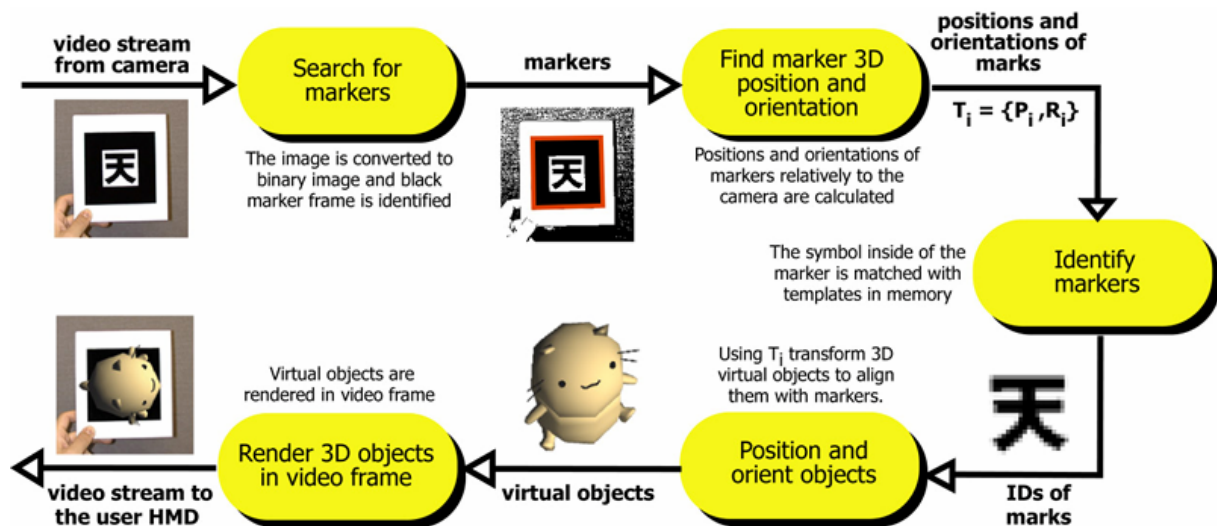 video stream
from camera
Search for
markers
The image is converted to
binary image and black
marker frame is identified
天
markers
天
Find marker 3D
position and
orientation
Positions and orientations of
markers relatively to the
camera are calculated
positions and
orientations of
marks
Ti = {Pi ,Ri}
Identify
markers
The symbol inside of the
marker is matched with
templates in memory
天
IDs of
marks
Using Ti transform 3D
virtual objects to align
them with markers.
Position and
orient objects
virtual objects
Virtual objects are
rendered in video frame
Render 3D objects
in video frame
video stream to
the user HMD